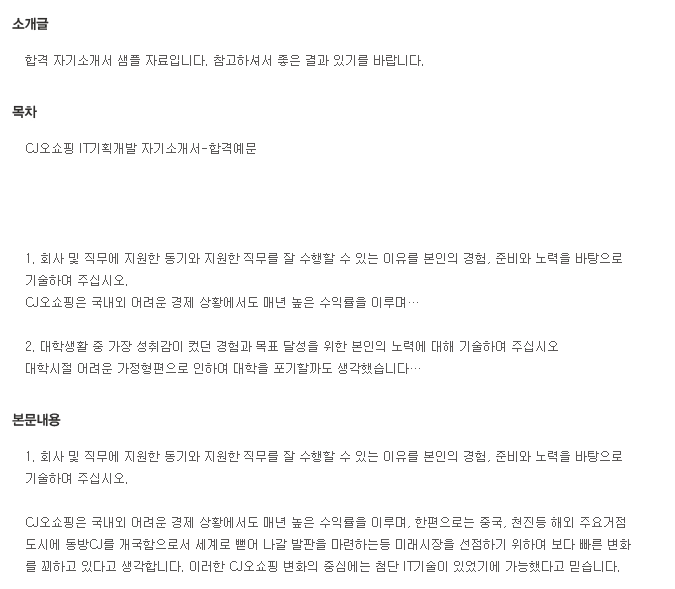 소개글
합격 자기소개서 샘플 자료입니다. 참고하셔서 좋은 결과 있기를 바랍니다.
목차
CJ오쇼핑 IT기획개발 자기소개서-합격예문
1. 회사 및 직무에 지원한 동기와 지원한 직무를 잘 수행할 수 있는 이유를 본인의 경험, 준비와 노력을 바탕으로
기술하여 주십시오.
CJ오쇼핑은 국내외 어려운 경제 상황에서도 매년 높은 수익률을 이루며…
2. 대학생활 중 가장 성취감이 컸던 경험과 목표 달성을 위한 본인의 노력에 대해 기술하여 주십시오
대학시절 어려운 가정형편으로 인하여 대학을 포기할까도 생각했습니다…
본문내용
1. 회사 및 직무에 지원한 동기와 지원한 직무를 잘 수행할 수 있는 이유를 본인의 경험, 준비와 노력을 바탕으로
기술하여 주십시오.
CJ오쇼핑은 국내외 어려운 경제 상황에서도 매년 높은 수익률을 이루며, 한편으로는 중국, 천진등 해외 주요거점
도시에 동방CJ를 개국함으로서 세계로 뻗어 나갈 발판을 마련하는등 미래시장을 선점하기 위하여 보다 빠른 변화
를 꾀하고 있다고 생각합니다. 이러한 CJ오쇼핑 변화의 중심에는 첨단 IT기술이 있었기에 가능했다고 믿습니다.